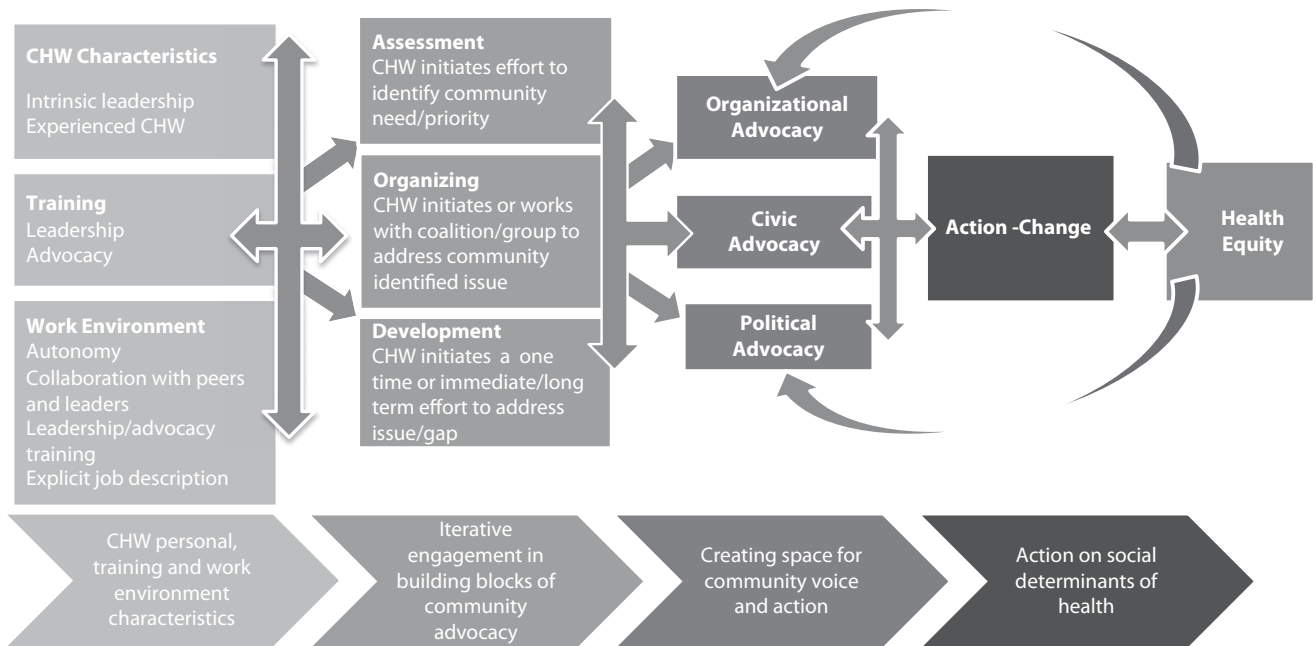 CHW Characteristics
Intrinsic leadership
Experienced CHW
Training
Leadership
Advocacy
Work Environment
Autonomy
Collaboration with peers
and leaders
Leadership/advocacy
training
Explicit job description
Assessment
CHW initiates effort to
identify community
need/priority
Organizing
CHW initiates or works
with coalition/group to
address community
identified issue
Development
CHW initiates a one
time or immediate/long
term effort to address
issue/gap
Organizational
Advocacy
Civic
Advocacy
Political
Advocacy
Action -Change
Health
Equity
CHW personal,
training and work
environment
characteristics
Iterative
engagement in
building blocks of
community
advocacy
Creating space for
community voice
and action
Action on social
determinants of
health